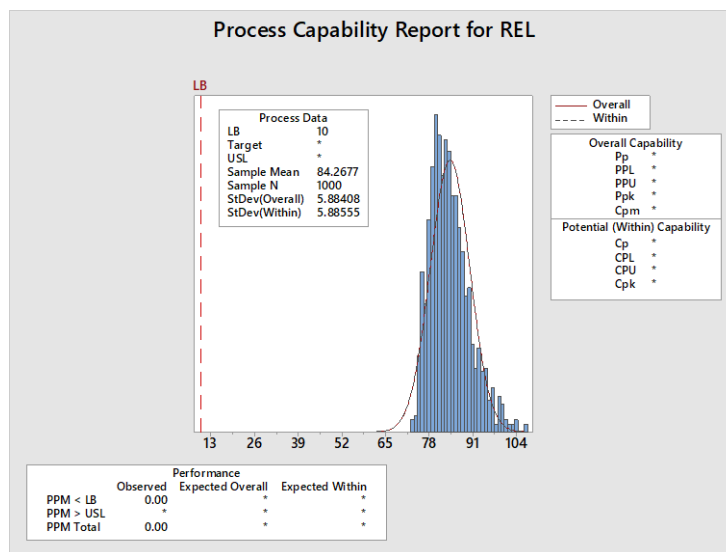 Process Capability Report for REL
LB
Process Data
LB 10
Target *
USL *
Sample Mean 84.2677
Sample N 1000
StDev(Overall) 5.88408
StDev(Within) 5.88555
Overall
Within
Overall Capability
Pp *
PPL *
PPU *
Ppk *
Cpm *
Potential (Within) Capability
Cp *
CPL *
CPU *
Cpk *
13 26 39 52 65 78 91 104
Performance
Observed Expected Overall Expected Within
PPM < LB 0.00 * *
PPM > USL * * *
PPM Total 0.00 * *